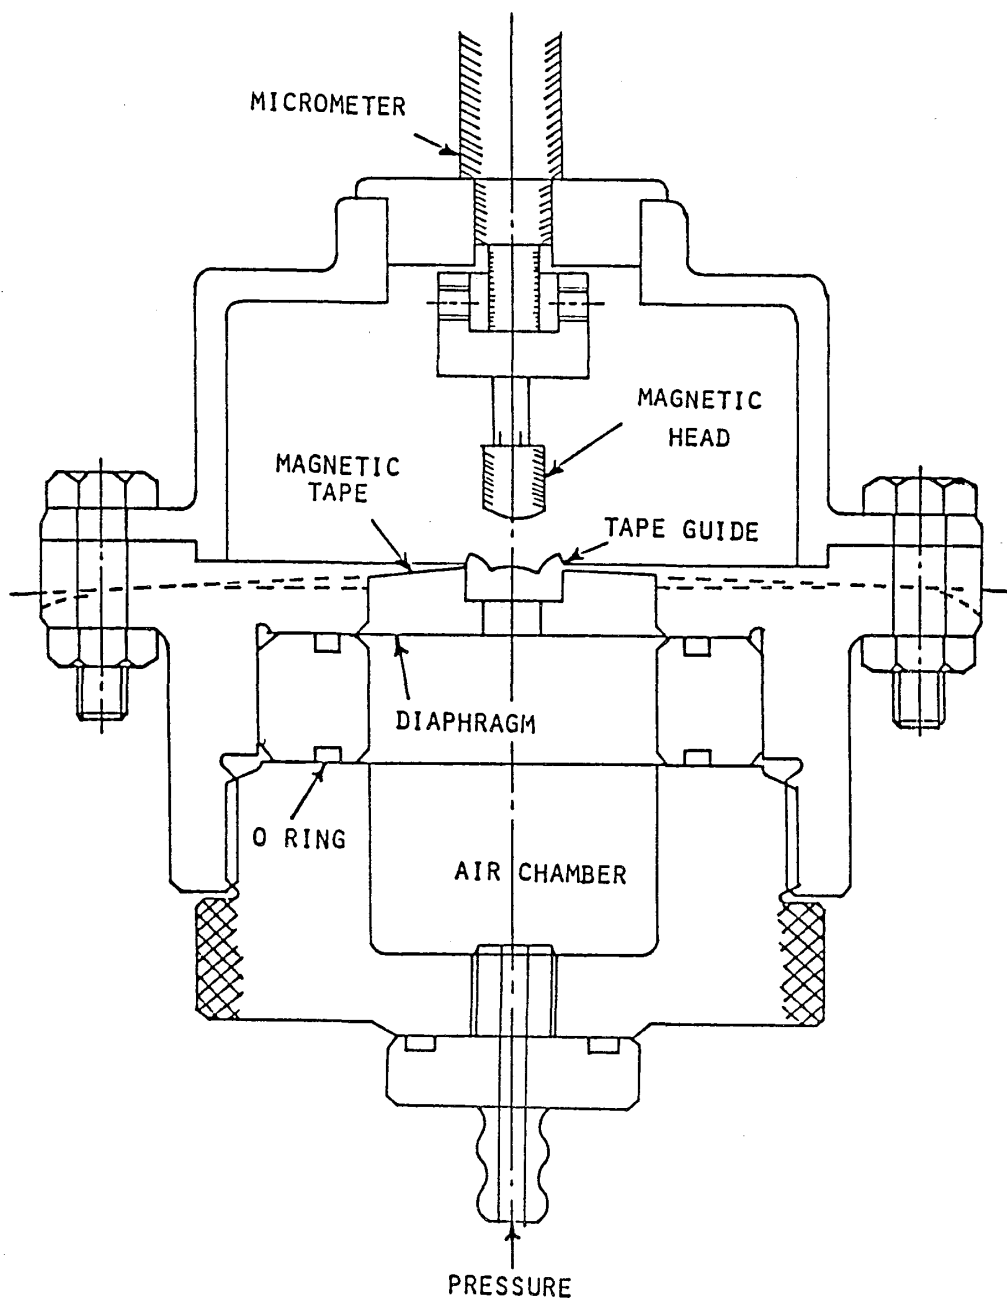 MICROMETER
MAGNETIC
HEAD
MAGNETIC
TAPE
TAPE GUIDE
DIAPHRAGM
O RING
AIR CHAMBER
PRESSURE